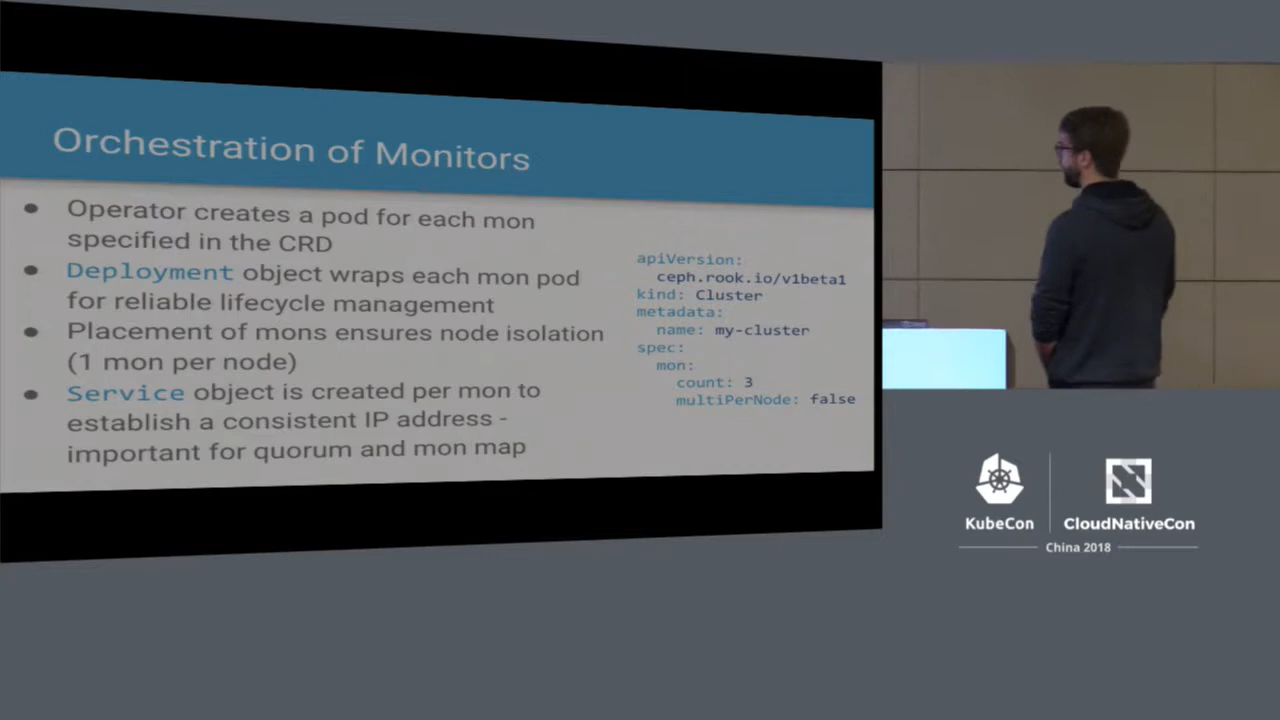 Orchestration of Monitors
Operator creates a pod for each mon
specified in the CRD
Deployment object wraps each mon pod
for reliable lifecycle management
Placement of mons ensures node isolation
(1 mon per node)
Service object is created per mon to
establish a consistent IP address -
important for quorum and mon map
apiVersion:
ceph.rook.io/v1beta1
kind: Cluster
metadata:
name: my-cluster
spec:
mon:
count: 3
multiPerNode: false
KubeCon
CloudNativeCon
China 2018